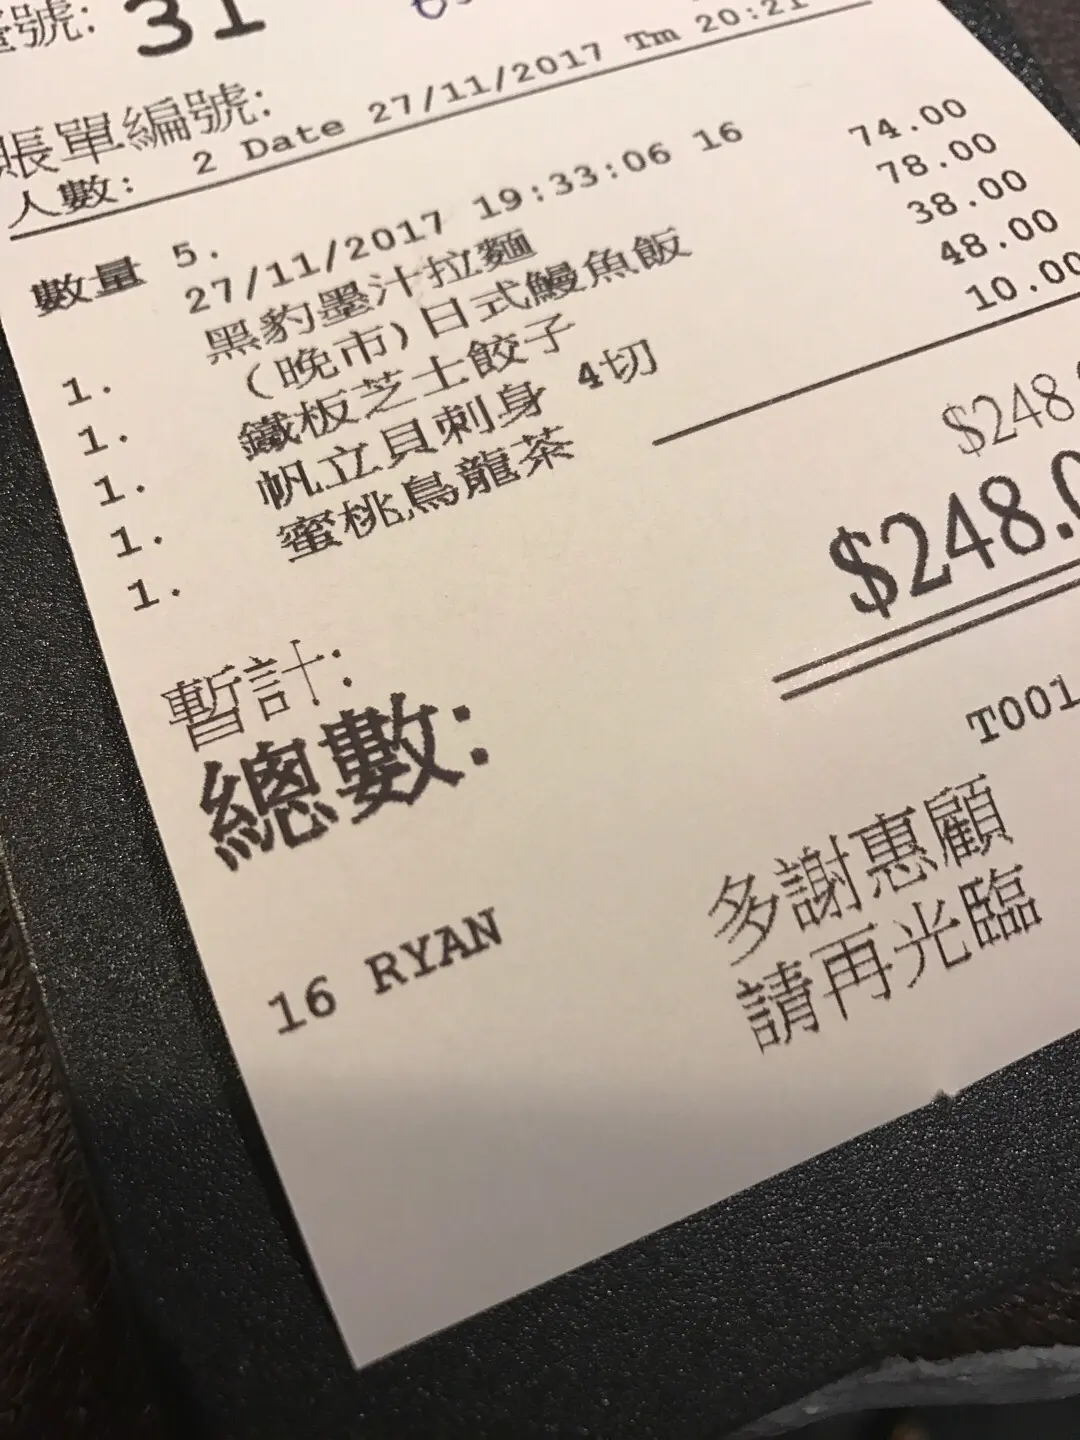 號: 31
賬單編號:
人數: 2 Date 27/11/2017 Tm 20:21
數量 5.
27/11/2017 19:33:06 16
1. 黑豹墨汁拉麵 74.00
1. (晚市)日式鰻魚飯 78.00
1. 鐵板芝士餃子 38.00
1. 帆立貝刺身 4切 48.00
1. 蜜桃烏龍茶 10.00
暫計: $248.
總數: $248.0
T001
16 RYAN
多謝惠顧
請再光臨